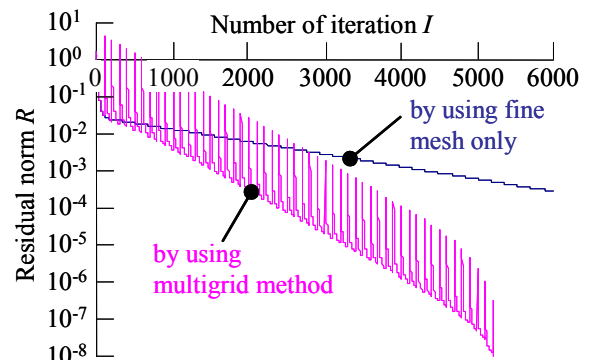 Number of iteration I
10^1
10^0
0 1000 2000 3000 4000 5000 6000
10^-1
10^-2
10^-3
10^-4
10^-5
10^-6
10^-7
10^-8
Residual norm R
by using fine
mesh only
by using
multigrid method